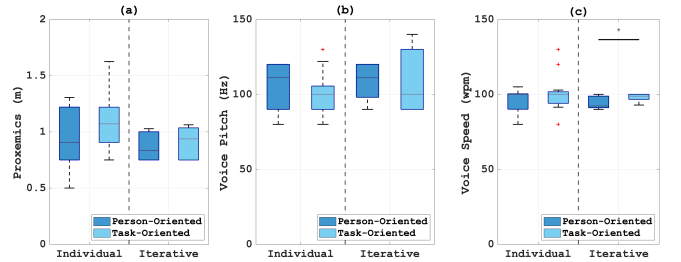 (a)
Proxemics (m)
2
1.5
1
0.5
0
Person-Oriented
Task-Oriented
Individual
Iterative
(b)
Voice Pitch (Hz)
150
100
50
0
Person-Oriented
Task-Oriented
Individual
Iterative
(c)
Voice Speed (wpm)
150
100
50
0
*
Person-Oriented
Task-Oriented
Individual
Iterative